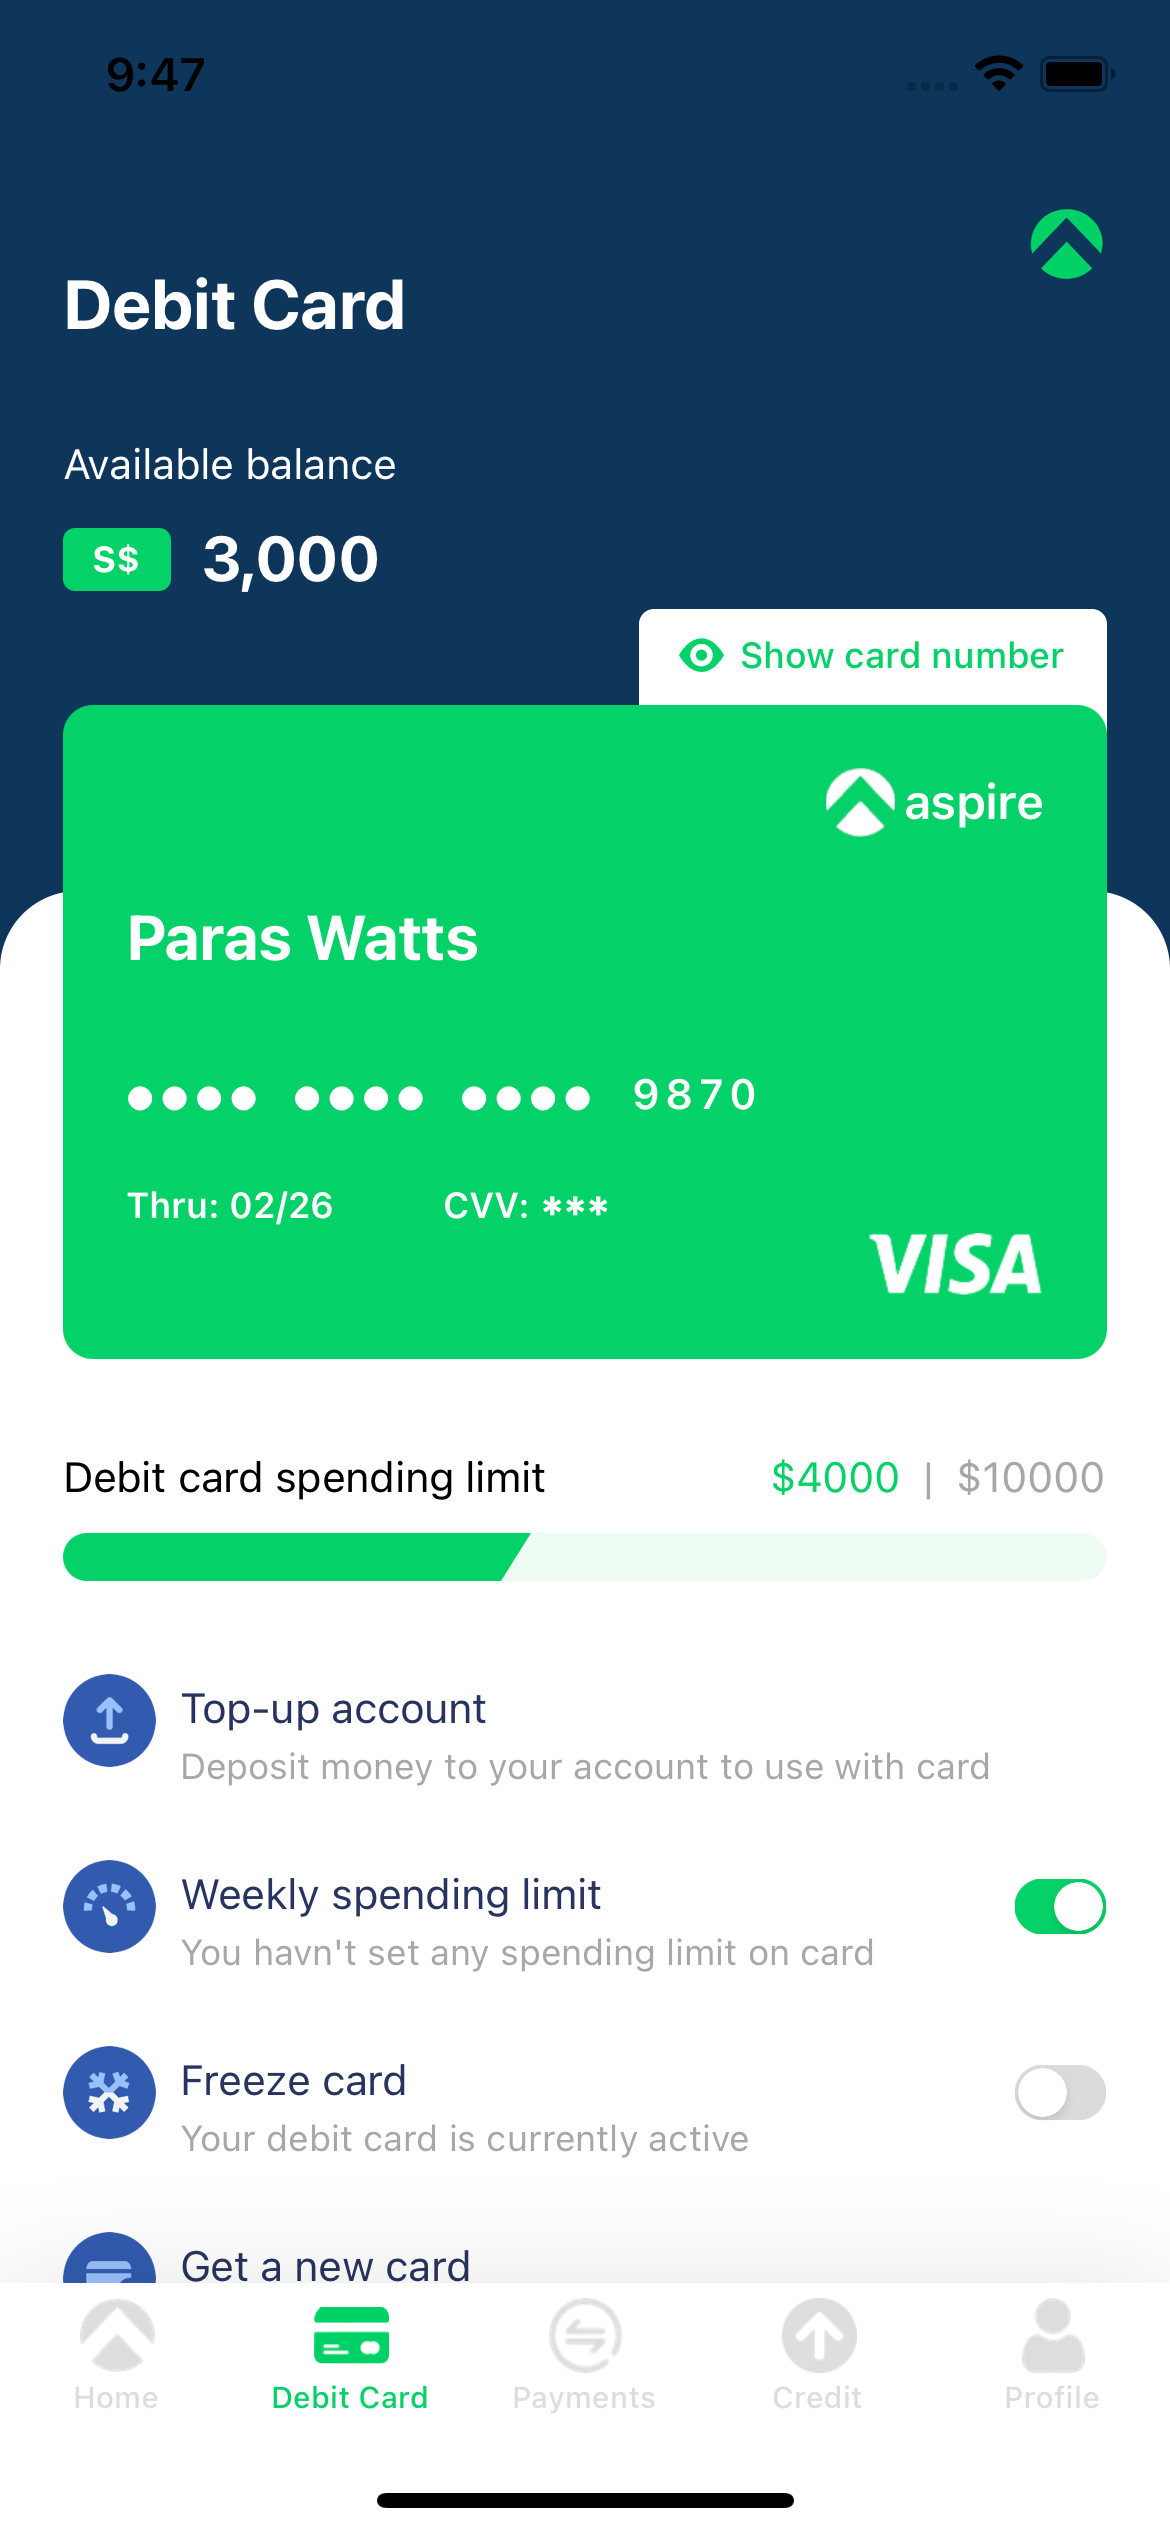 9:47
Debit Card
Available balance
S$ 3,000
Show card number
aspire
Paras Watts
●●●● ●●●● ●●●● 9870
Thru: 02/26 CVV: ***
VISA
Debit card spending limit $4000 | $10000
Top-up account
Deposit money to your account to use with card
Weekly spending limit
You havn't set any spending limit on card
Freeze card
Your debit card is currently active
Get a new card
Home Debit Card Payments Credit Profile